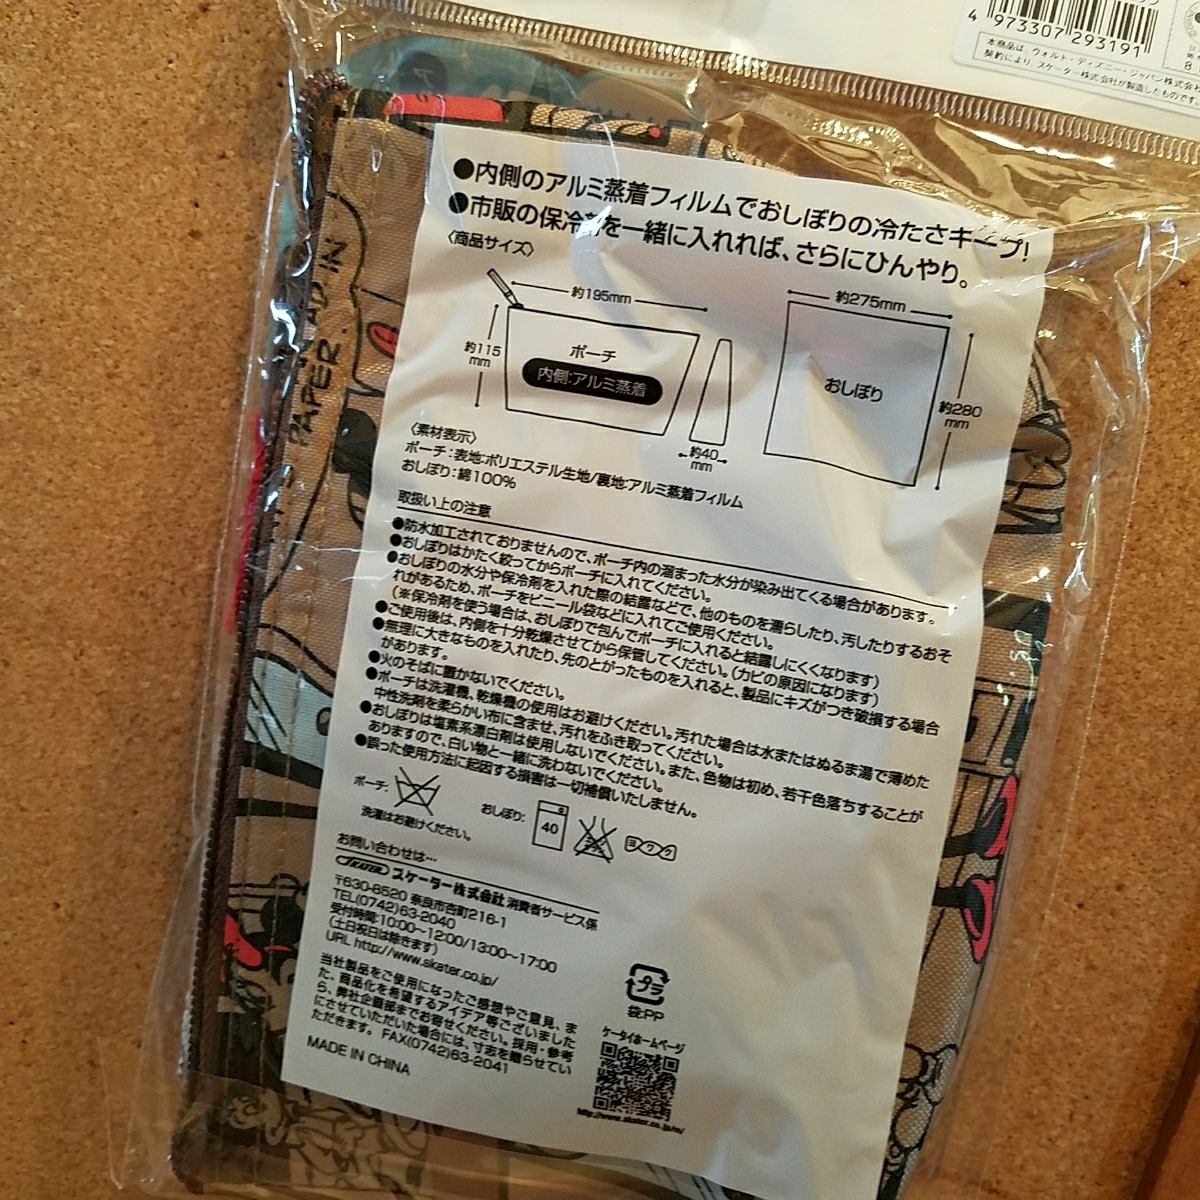 4 973307 293191
本商品は、ウォルト・ディズニー・ジャパン株式会社
契約により、スケーター株式会社が製造したものです
●内側のアルミ蒸着フィルムでおしぼりの冷たさキープ!
●市販の保冷剤を一緒に入れれば、さらにひんやり。
〈商品サイズ〉
約195mm
約275mm
約115
mm
ポーチ
内側:アルミ蒸着
おしぼり
約280
mm
約40
mm
〈素材表示〉
ポーチ:表地:ポリエステル生地/裏地:アルミ蒸着フィルム
おしぼり:綿100%
取扱い上の注意
●防水加工されておりませんので、ポーチ内の溜まった水分が染み出てくる場合があります。
●おしぼりはかたく絞ってからポーチに入れてください。
●おしぼりの水分や保冷剤を入れた際の結露などで、他のものを濡らしたり、汚したりするおそ
れがあるため、ポーチをビニール袋などに入れてご使用ください。
(※保冷剤を使う場合は、おしぼりで包んでポーチに入れると結露しにくくなります)
●ご使用後は、内側を十分乾燥させてから保管してください。(カビの原因になります)
●無理に大きなものを入れたり、先のとがったものを入れると、製品にキズがつき破損する場合
があります。
●火のそばに置かないでください。
●ポーチは洗濯機、乾燥機の使用はお避けください。汚れた場合は水またはぬるま湯で薄めた
中性洗剤を柔らかい布に含ませ、汚れをふき取ってください。
●おしぼりは塩素系漂白剤は使用しないでください。また、色物は初め、若干色落ちすることが
ありますので、白い物と一緒に洗わないでください。
●誤った使用方法に起因する損害は一切補償いたしません。
ポーチ:
洗濯はお避けください。
おしぼり:
40
ヨワク
お問い合わせは…
SKATER スケーター株式会社 消費者サービス係
〒630-8520 奈良市杏町216-1
TEL(0742)63-2040
受付時間:10:00~12:00/13:00~17:00
(土日祝日は除きます)
URL http://www.skater.co.jp/
当社製品をご使用になったご感想やご意見、ま
た、商品化を希望するアイデア等ございました
ら、弊社企画部までお寄せください。採用・参考
にさせていただいた場合には、寸志を贈らせてい
ただきます。 FAX(0742)63-2041
MADE IN CHINA
プラ
袋:PP
ケータイホームページ
http://www.skater.co.jp/m/
PAPER